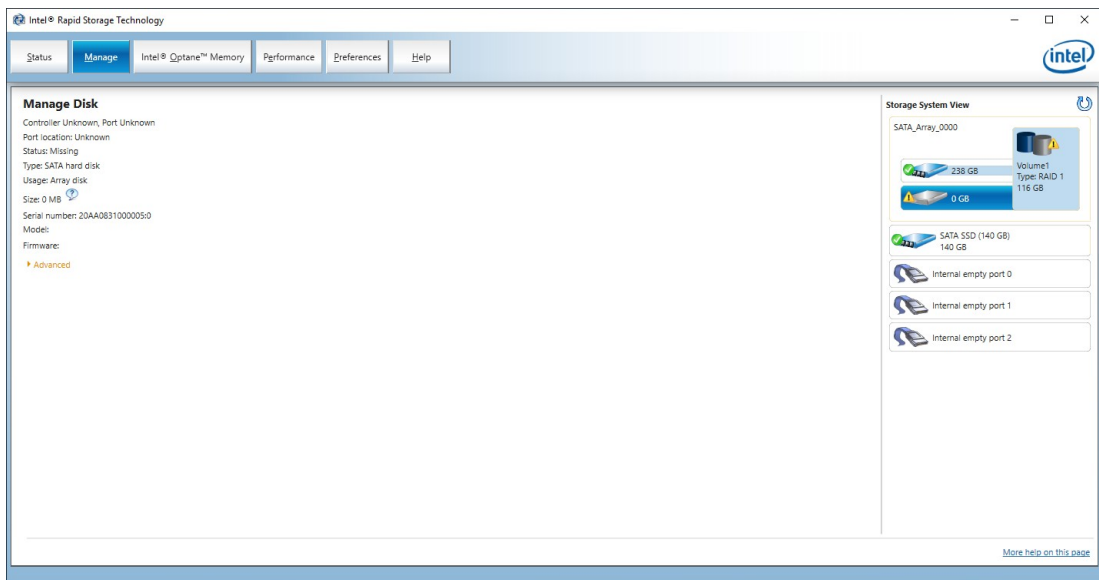 Intel® Rapid Storage Technology
Status
Manage
Intel® Optane™ Memory
Performance
Preferences
Help
intel
Manage Disk
Controller Unknown, Port Unknown
Port location: Unknown
Status: Missing
Type: SATA hard disk
Usage: Array disk
Size: 0 MB ?
Serial number: 20AA0831000005:0
Model:
Firmware:
Advanced
Storage System View
SATA_Array_0000
238 GB
0 GB
Volume1
Type: RAID 1
116 GB
SATA SSD (140 GB)
140 GB
Internal empty port 0
Internal empty port 1
Internal empty port 2
More help on this page